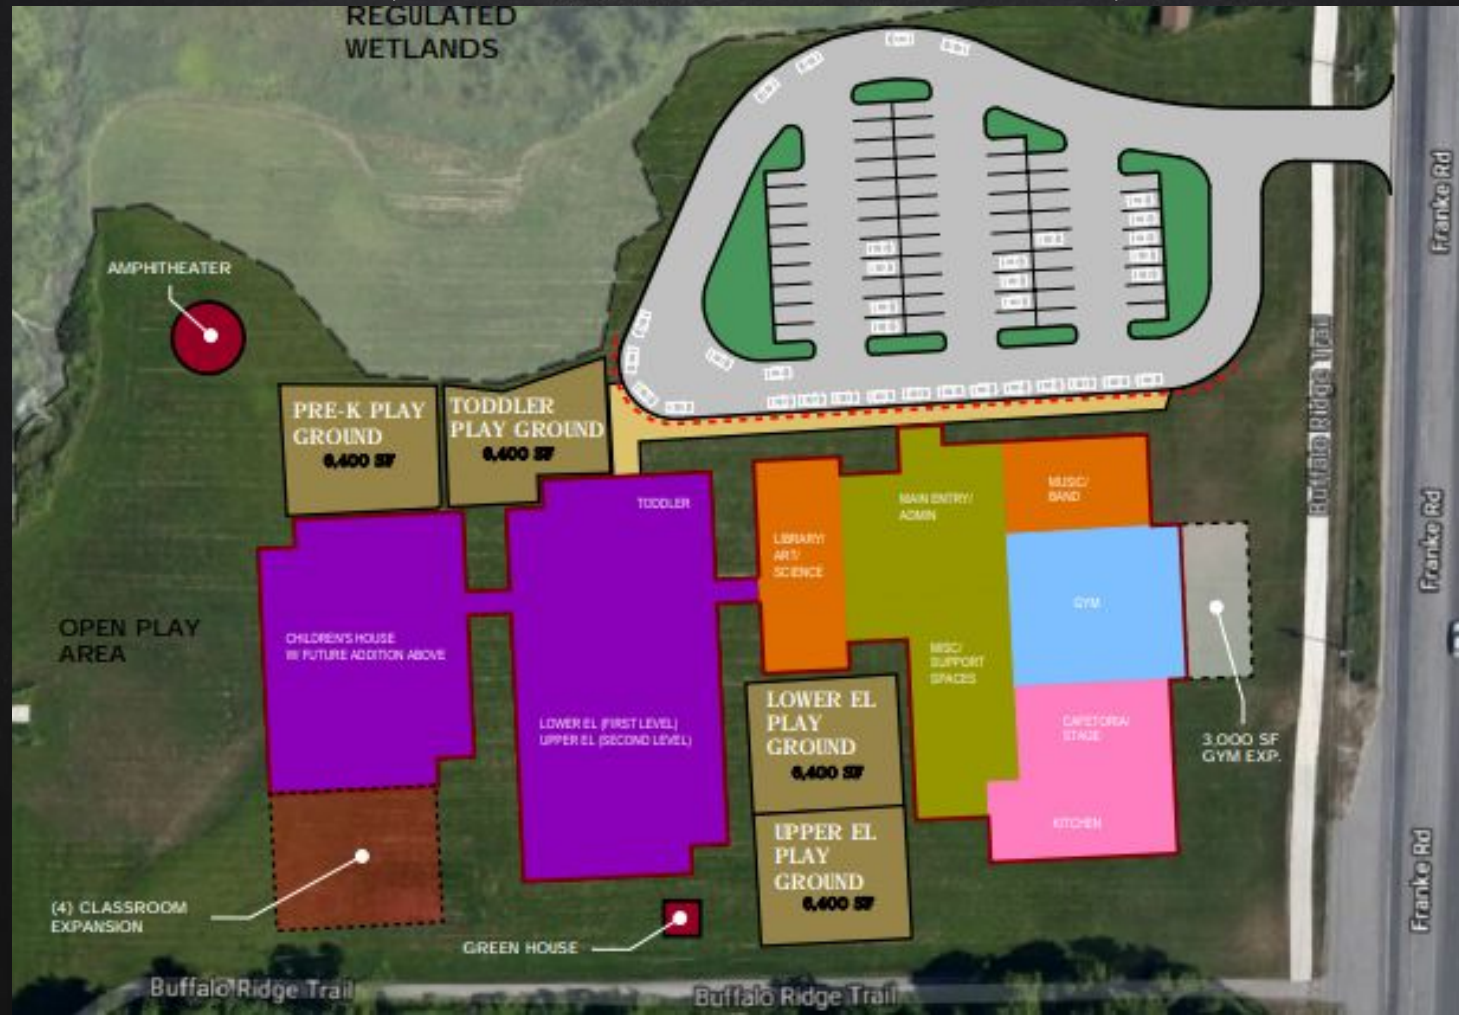 REGULATED
WETLANDS
AMPHITHEATER
PRE-K PLAY
GROUND
6,400 SF
TODDLER
PLAY GROUND
6,400 SF
TODDLER
MAIN ENTRY/
ADMIN
MUSIC/
BAND
LIBRARY/
ART/
SCIENCE
GYM
OPEN PLAY
AREA
CHILDREN'S HOUSE
W/ FUTURE ADDITION ABOVE
MISC/
SUPPORT
SPACES
LOWER EL (FIRST LEVEL)
UPPER EL (SECOND LEVEL)
LOWER EL
PLAY
GROUND
6,400 SF
CAFETORIA/
STAGE
3,000 SF
GYM EXP.
UPPER EL
PLAY
GROUND
6,400 SF
KITCHEN
(4) CLASSROOM
EXPANSION
GREEN HOUSE
Buffalo Ridge Trail
Buffalo Ridge Trail
Buffalo Ridge Trail
Franke Rd
Franke Rd
Franke Rd